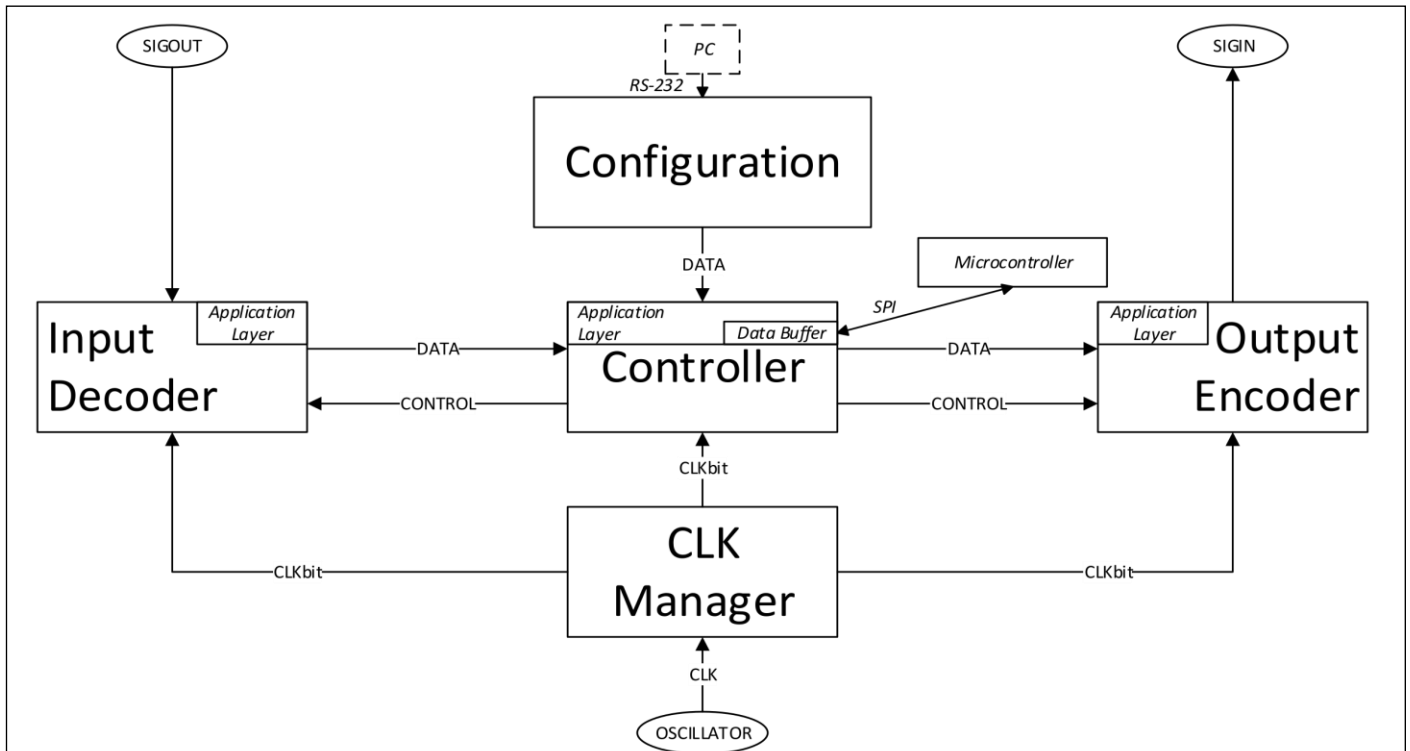 SIGOUT
PC
SIGIN
RS-232
Configuration
DATA
Microcontroller
SPI
Input
Decoder
Application
Layer
DATA
CONTROL
Application
Layer
Data Buffer
Controller
DATA
CONTROL
Application
Layer
Output
Encoder
CLKbit
CLK
Manager
CLKbit
CLKbit
CLK
OSCILLATOR